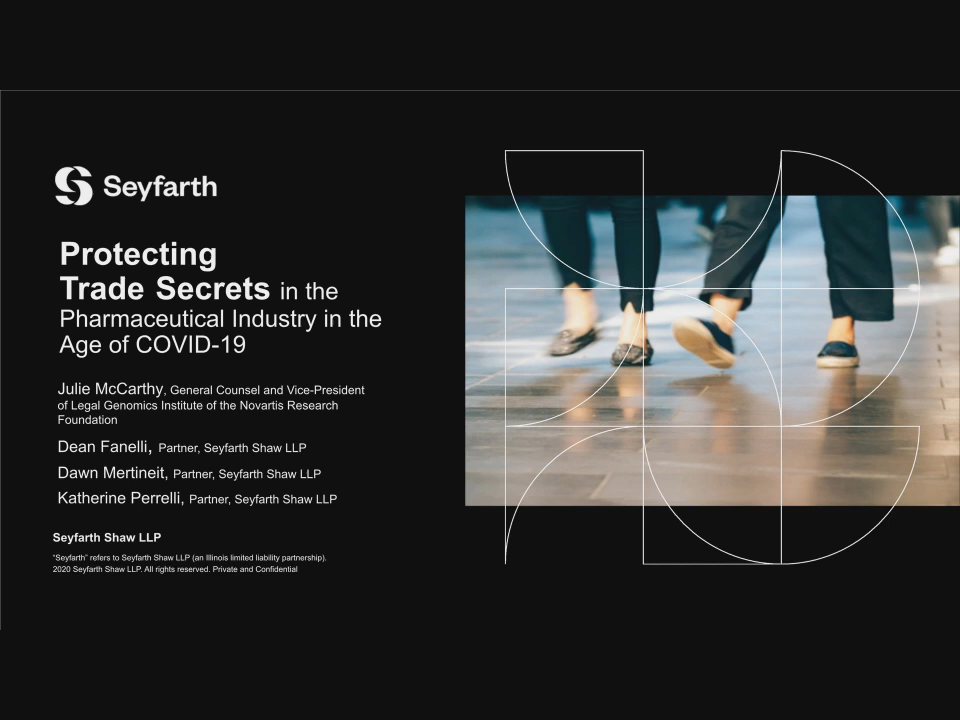 Seyfarth
Protecting
Trade Secrets in the
Pharmaceutical Industry in the
Age of COVID-19
Julie McCarthy, General Counsel and Vice-President
of Legal Genomics Institute of the Novartis Research
Foundation
Dean Fanelli, Partner, Seyfarth Shaw LLP
Dawn Mertineit, Partner, Seyfarth Shaw LLP
Katherine Perrelli, Partner, Seyfarth Shaw LLP
Seyfarth Shaw LLP
“Seyfarth” refers to Seyfarth Shaw LLP (an Illinois limited liability partnership).
2020 Seyfarth Shaw LLP. All rights reserved. Private and Confidential